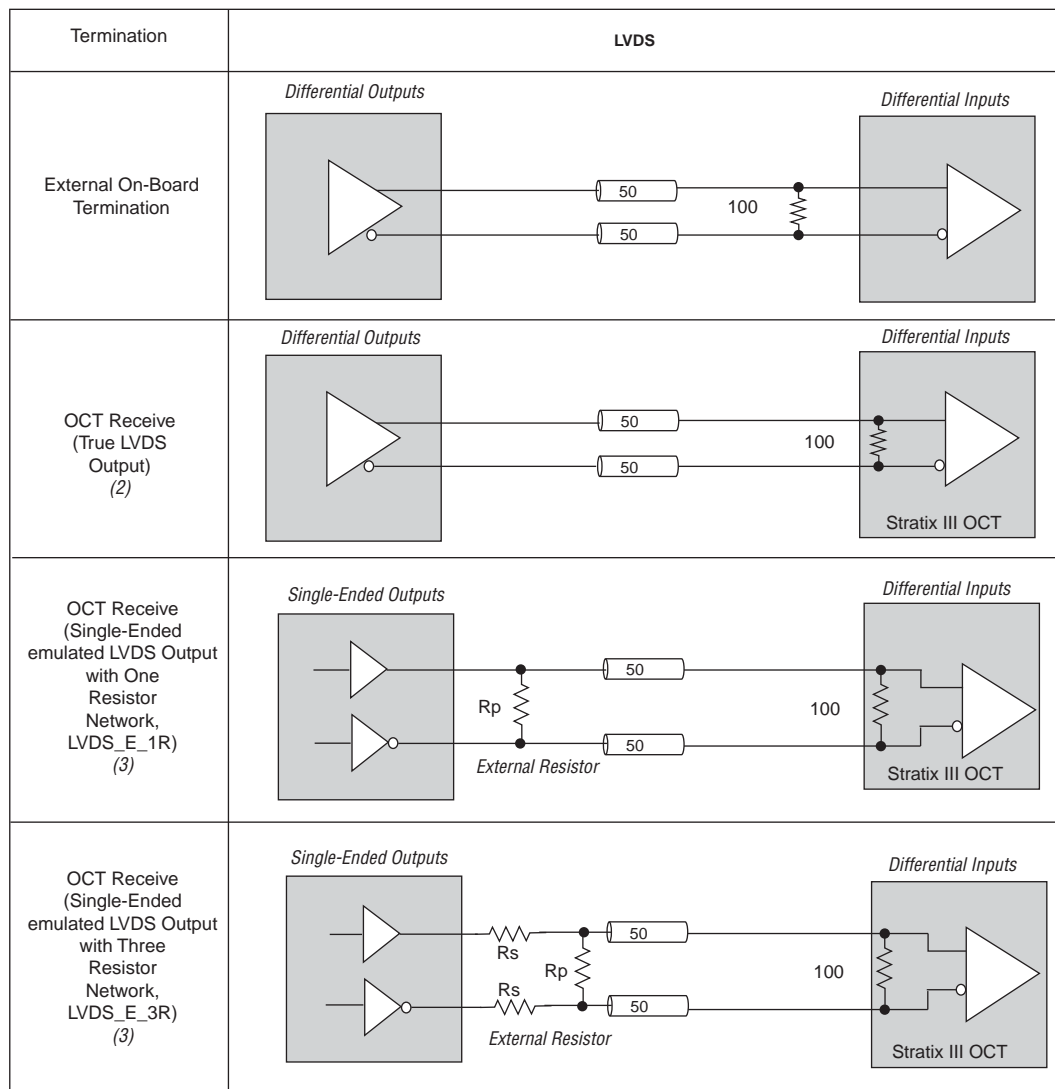 Termination
LVDS
External On-Board
Termination
Differential Outputs
Differential Inputs
50
50
100
OCT Receive
(True LVDS
Output)
(2)
Differential Outputs
Differential Inputs
50
50
100
Stratix III OCT
OCT Receive
(Single-Ended
emulated LVDS Output
with One
Resistor
Network,
LVDS_E_1R)
(3)
Single-Ended Outputs
Differential Inputs
50
Rp
100
50
External Resistor
Stratix III OCT
OCT Receive
(Single-Ended
emulated LVDS Output
with Three
Resistor
Network,
LVDS_E_3R)
(3)
Single-Ended Outputs
Differential Inputs
50
Rs
Rp
100
Rs
50
External Resistor
Stratix III OCT